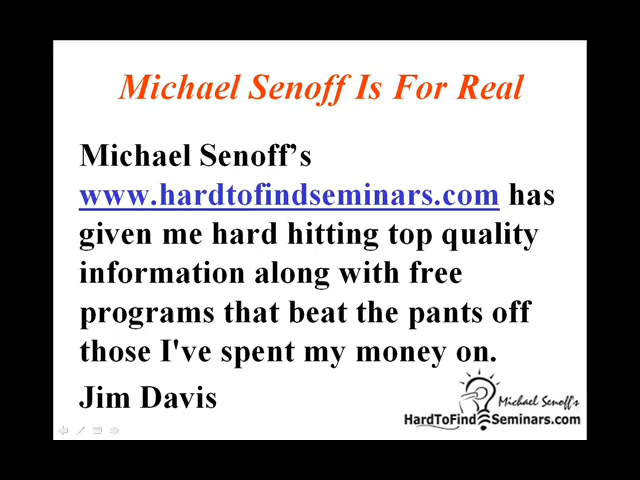 Michael Senoff Is For Real
Michael Senoff’s
www.hardtofindseminars.com has
given me hard hitting top quality
information along with free
programs that beat the pants off
those I've spent my money on.
Jim Davis
Michael Senoff's
HardToFindSeminars.com